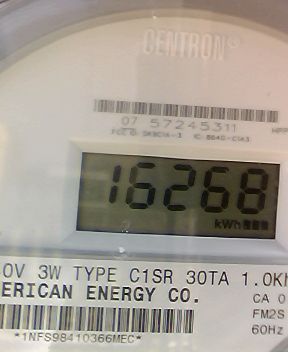 CENTRON®
07 57245311
16268
kWh
0V 3W TYPE C1SR 30TA 1.0K
ERICAN ENERGY CO.
CA 0
FM2S
60Hz
*1NFS98410366MEC*